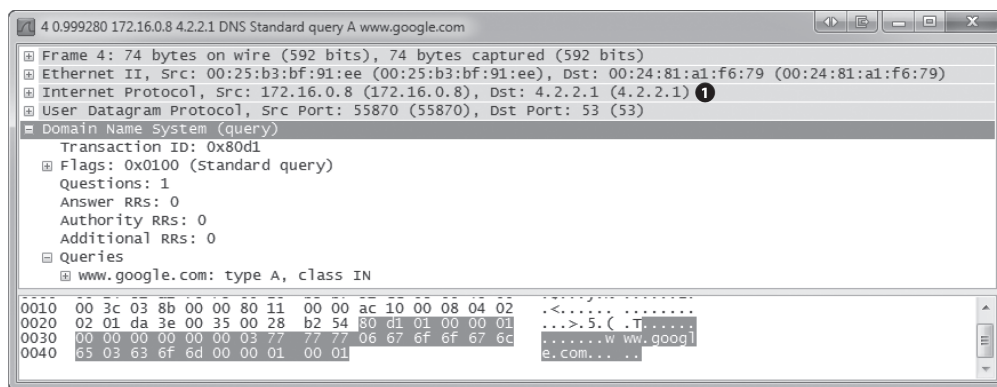 4 0.999280 172.16.0.8 4.2.2.1 DNS Standard query A www.google.com
Frame 4: 74 bytes on wire (592 bits), 74 bytes captured (592 bits)
Ethernet II, Src: 00:25:b3:bf:91:ee (00:25:b3:bf:91:ee), Dst: 00:24:81:a1:f6:79 (00:24:81:a1:f6:79)
Internet Protocol, Src: 172.16.0.8 (172.16.0.8), Dst: 4.2.2.1 (4.2.2.1) ❶
User Datagram Protocol, Src Port: 55870 (55870), Dst Port: 53 (53)
Domain Name System (query)
Transaction ID: 0x80d1
Flags: 0x0100 (Standard query)
Questions: 1
Answer RRs: 0
Authority RRs: 0
Additional RRs: 0
Queries
www.google.com: type A, class IN
0010 00 3c 03 8b 00 00 80 11 00 00 ac 10 00 08 04 02 .<...... ........
0020 02 01 da 3e 00 35 00 28 b2 54 80 d1 01 00 00 01 ...>.5.( .T......
0030 00 00 00 00 00 00 03 77 77 77 06 67 6f 6f 67 6c .......w ww.googl
0040 65 03 63 6f 6d 00 00 01 00 01 e.com... ..